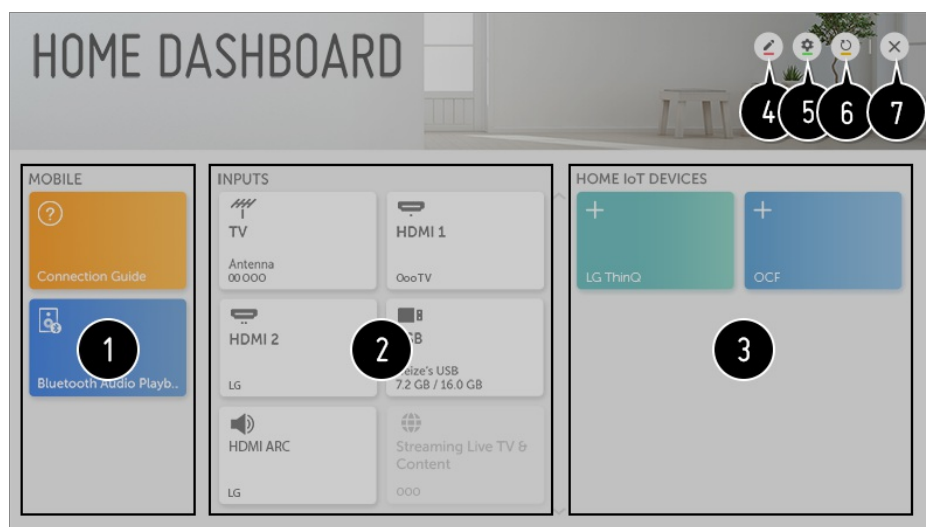 HOME DASHBOARD
4 5 6 7
MOBILE
Connection Guide
1
Bluetooth Audio Playb..
INPUTS
TV
Antenna
00 000
HDMI 1
OooTV
HDMI 2
LG
2
7.2 GB / 16.0 GB
HDMI ARC
LG
Streaming Live TV &
Content
OOO
HOME IoT DEVICES
LG ThinQ
OCF
3